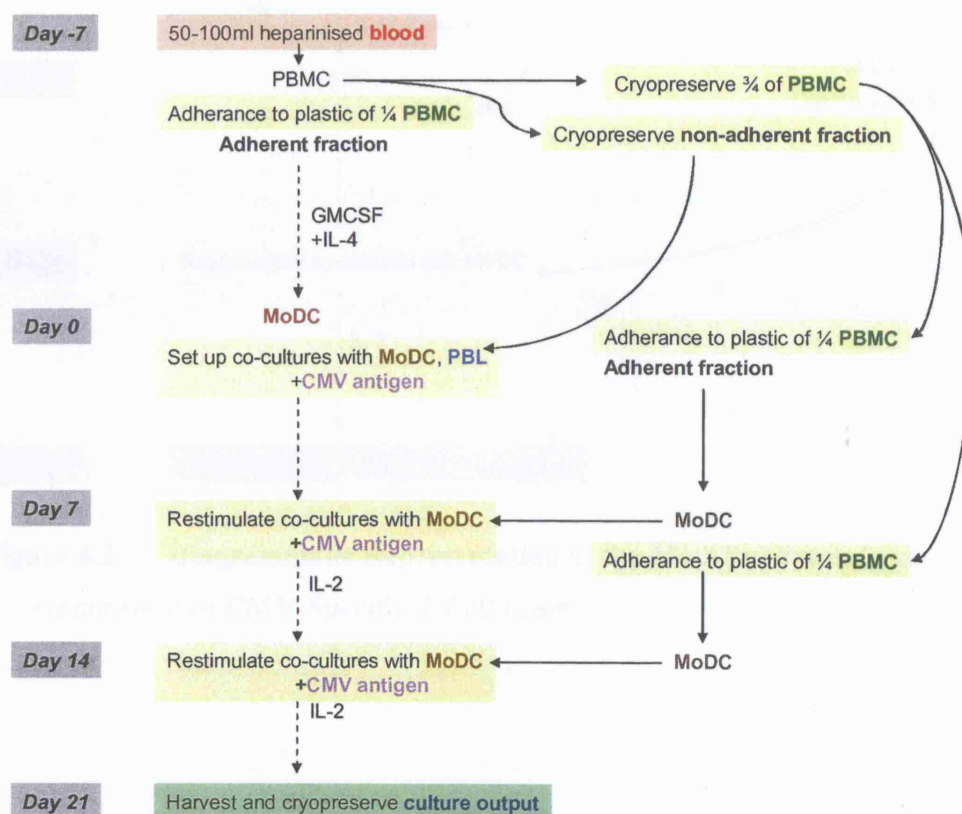 Day -7
50-100ml heparinised blood
PBMC
Cryopreserve ¾ of PBMC
Adherance to plastic of ¼ PBMC
Adherent fraction
Cryopreserve non-adherent fraction
GMCSF
+IL-4
Day 0
MoDC
Set up co-cultures with MoDC, PBL
+CMV antigen
Adherance to plastic of ¼ PBMC
Adherent fraction
Day 7
Restimulate co-cultures with MoDC
+CMV antigen
MoDC
IL-2
Adherance to plastic of ¼ PBMC
Day 14
Restimulate co-cultures with MoDC
+CMV antigen
MoDC
IL-2
Day 21
Harvest and cryopreserve culture output